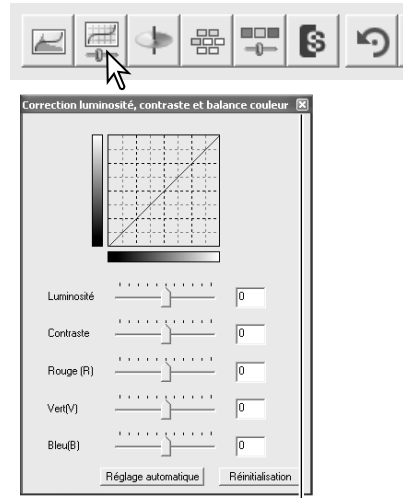 Correction luminosité, contraste et balance couleur
Luminosité 0
Contraste 0
Rouge (R) 0
Vert(V) 0
Bleu(B) 0
Réglage automatique Réinitialisation